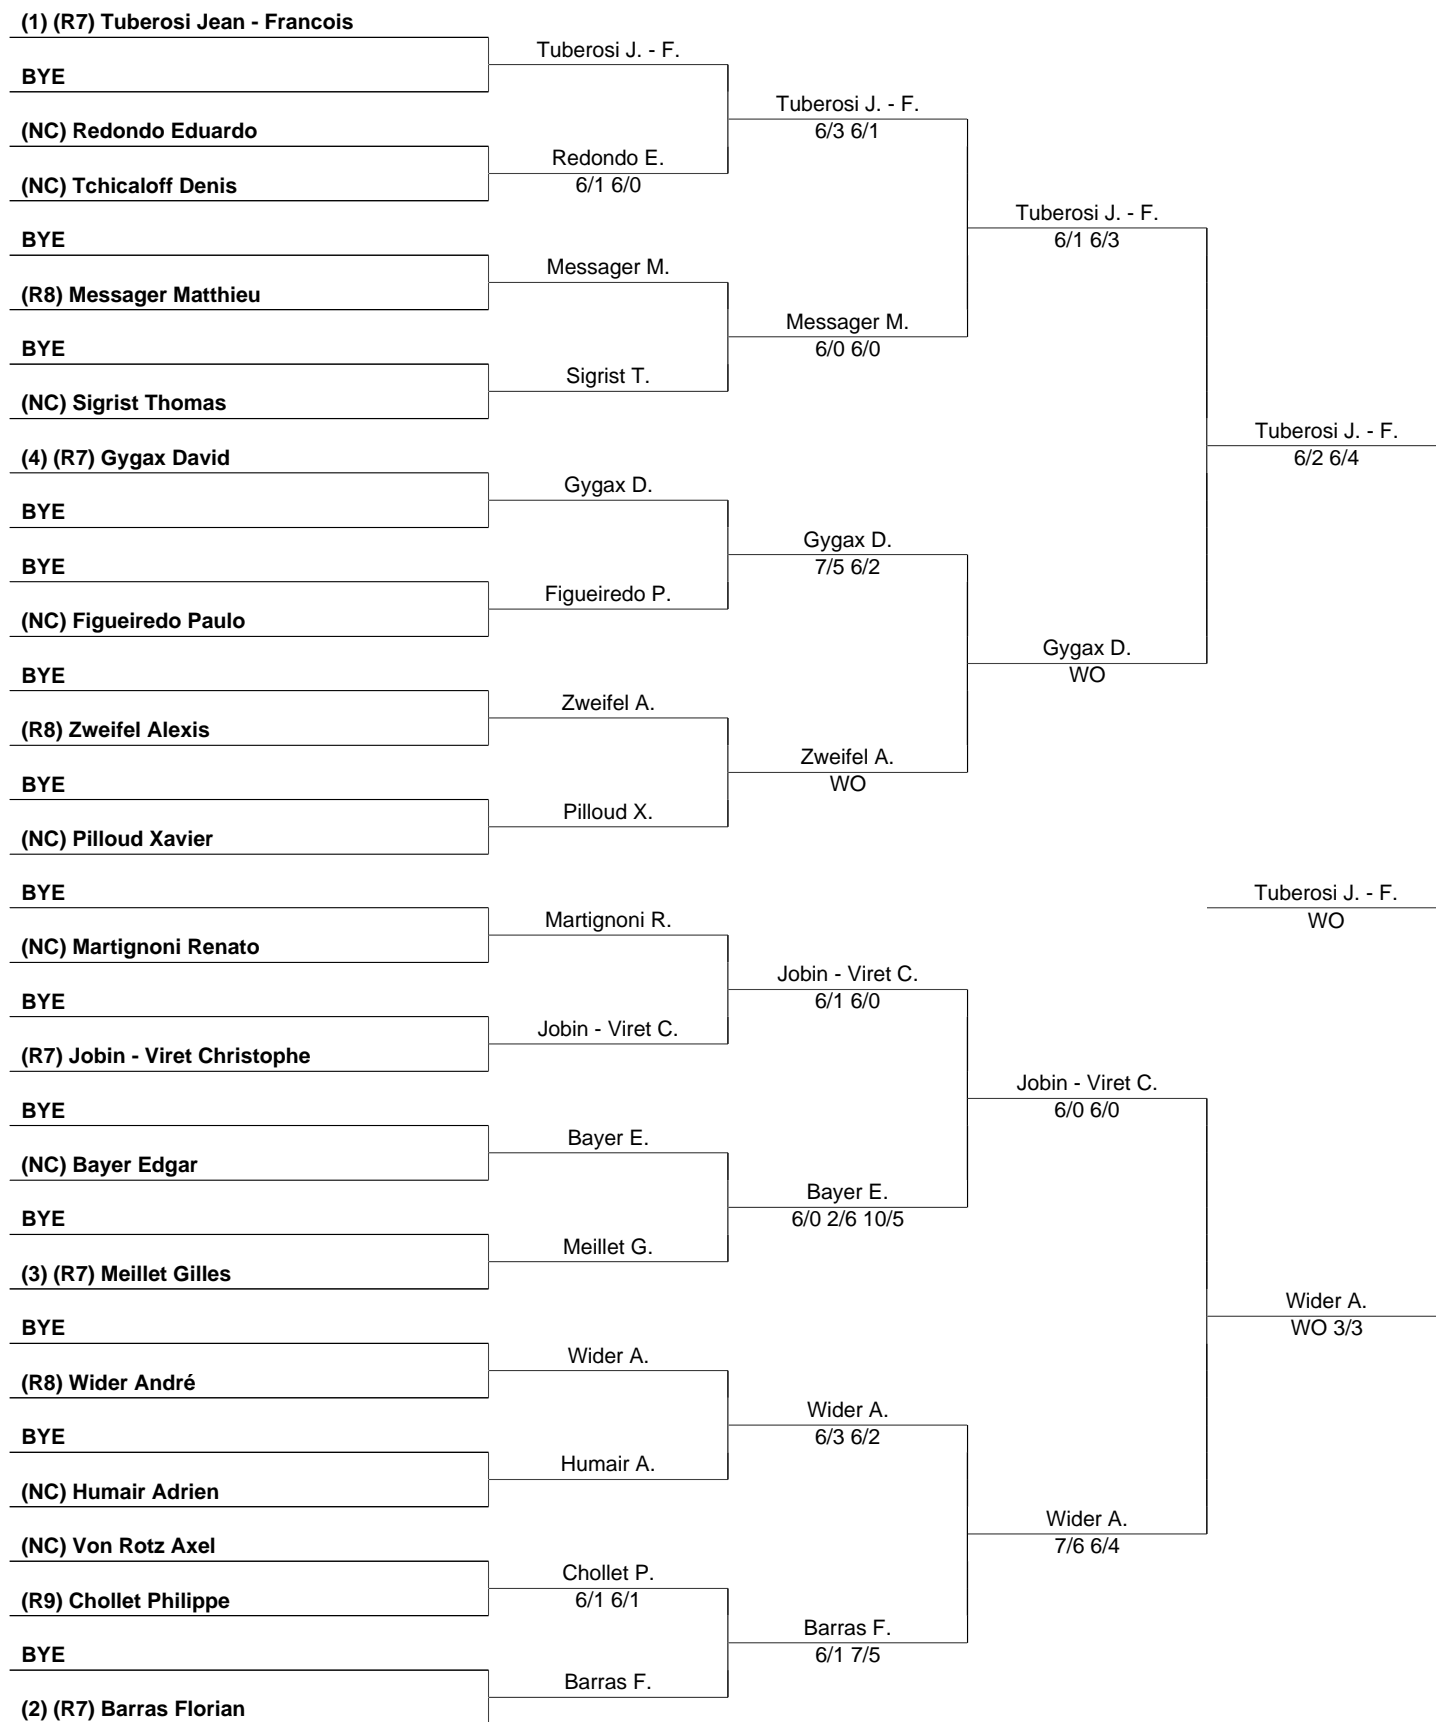 (1) (R7) Tuberosi Jean - Francois
BYE
(NC) Redondo Eduardo
(NC) Tchicaloff Denis
BYE
(R8) Messager Matthieu
BYE
(NC) Sigrist Thomas
(4) (R7) Gygax David
BYE
BYE
(NC) Figueiredo Paulo
BYE
(R8) Zweifel Alexis
BYE
(NC) Pilloud Xavier
BYE
(NC) Martignoni Renato
BYE
(R7) Jobin - Viret Christophe
BYE
(NC) Bayer Edgar
BYE
(3) (R7) Meillet Gilles
BYE
(R8) Wider André
BYE
(NC) Humair Adrien
(NC) Von Rotz Axel
(R9) Chollet Philippe
BYE
(2) (R7) Barras Florian
Tuberosi J. - F.
Redondo E.
6/1 6/0
Messager M.
Sigrist T.
Gygax D.
Figueiredo P.
Zweifel A.
Pilloud X.
Martignoni R.
Jobin - Viret C.
Bayer E.
Meillet G.
Wider A.
Humair A.
Chollet P.
6/1 6/1
Barras F.
Tuberosi J. - F.
6/3 6/1
Messager M.
6/0 6/0
Gygax D.
7/5 6/2
Zweifel A.
WO
Jobin - Viret C.
6/1 6/0
Bayer E.
6/0 2/6 10/5
Wider A.
6/3 6/2
Barras F.
6/1 7/5
Tuberosi J. - F.
6/1 6/3
Gygax D.
WO
Jobin - Viret C.
6/0 6/0
Wider A.
7/6 6/4
Tuberosi J. - F.
6/2 6/4
Tuberosi J. - F.
WO
Wider A.
WO 3/3